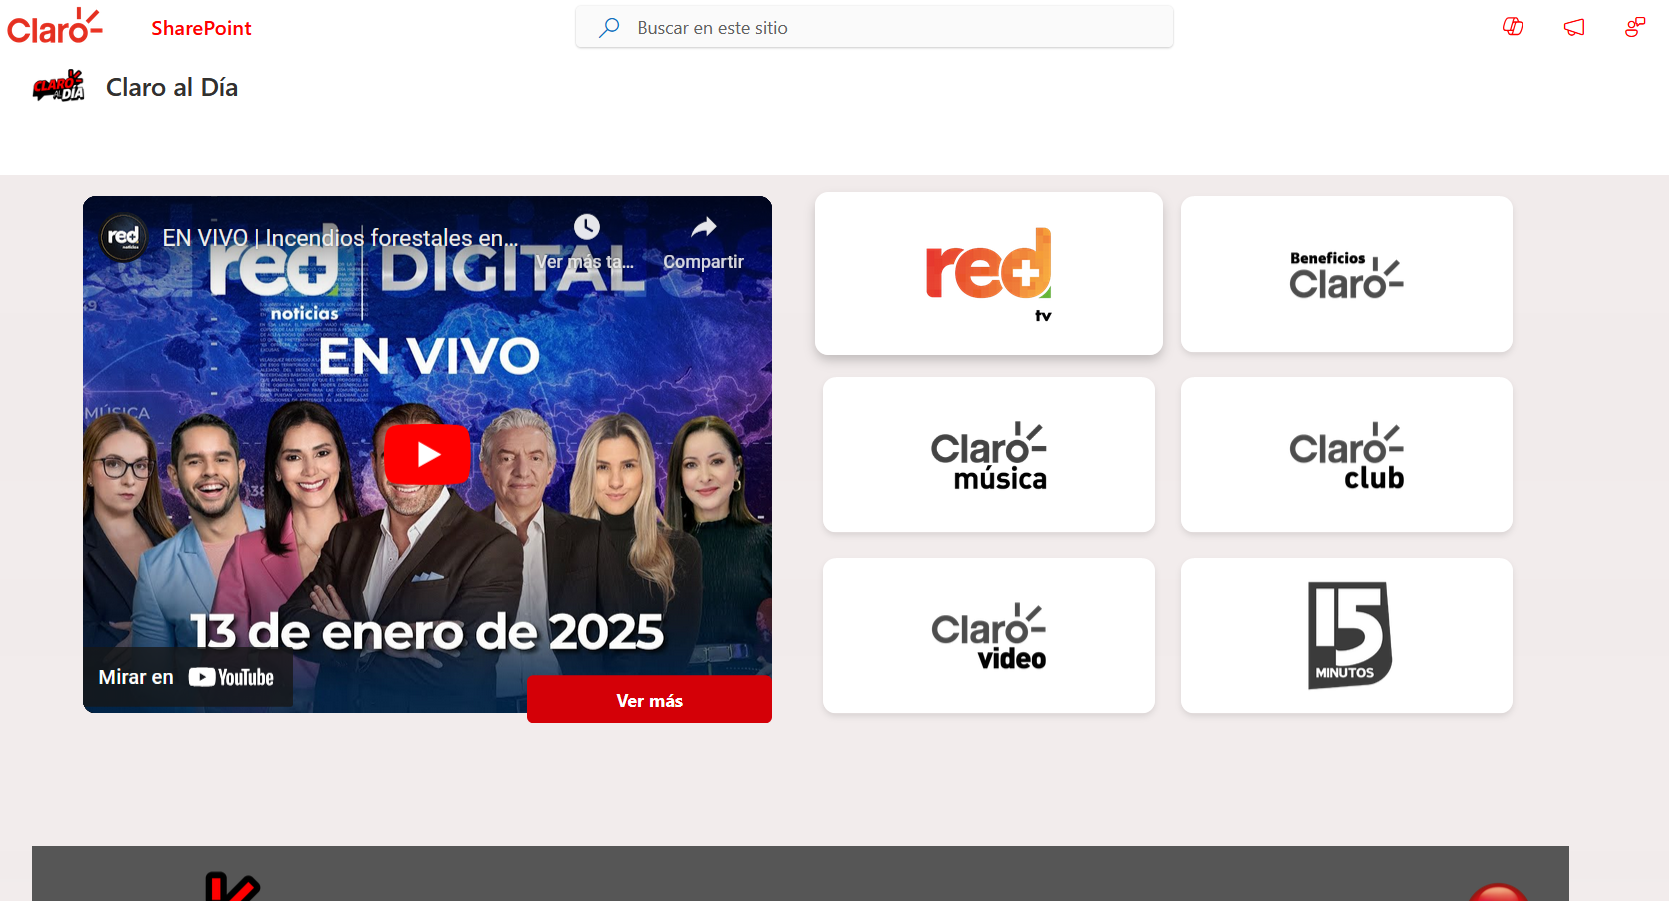 Claro
SharePoint
Buscar en este sitio
CLARO AL DÍA
Claro al Día
red noticias
EN VIVO | Incendios forestales en...
Ver más ta...
Compartir
red DIGITAL
noticias
EN VIVO
MÚSICA
13 de enero de 2025
Mirar en YouTube
Ver más
red
tv
Beneficios
Claro
Claro
música
Claro
club
Claro
video
15
MINUTOS